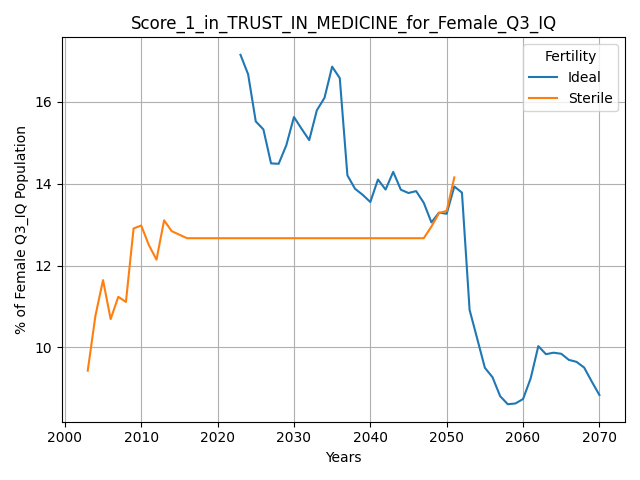 Score_1_in_TRUST_IN_MEDICINE_for_Female_Q3_IQ
% of Female Q3_IQ Population
16
14
12
10
Fertility
Ideal
Sterile
2000 2010 2020 2030 2040 2050 2060 2070
Years